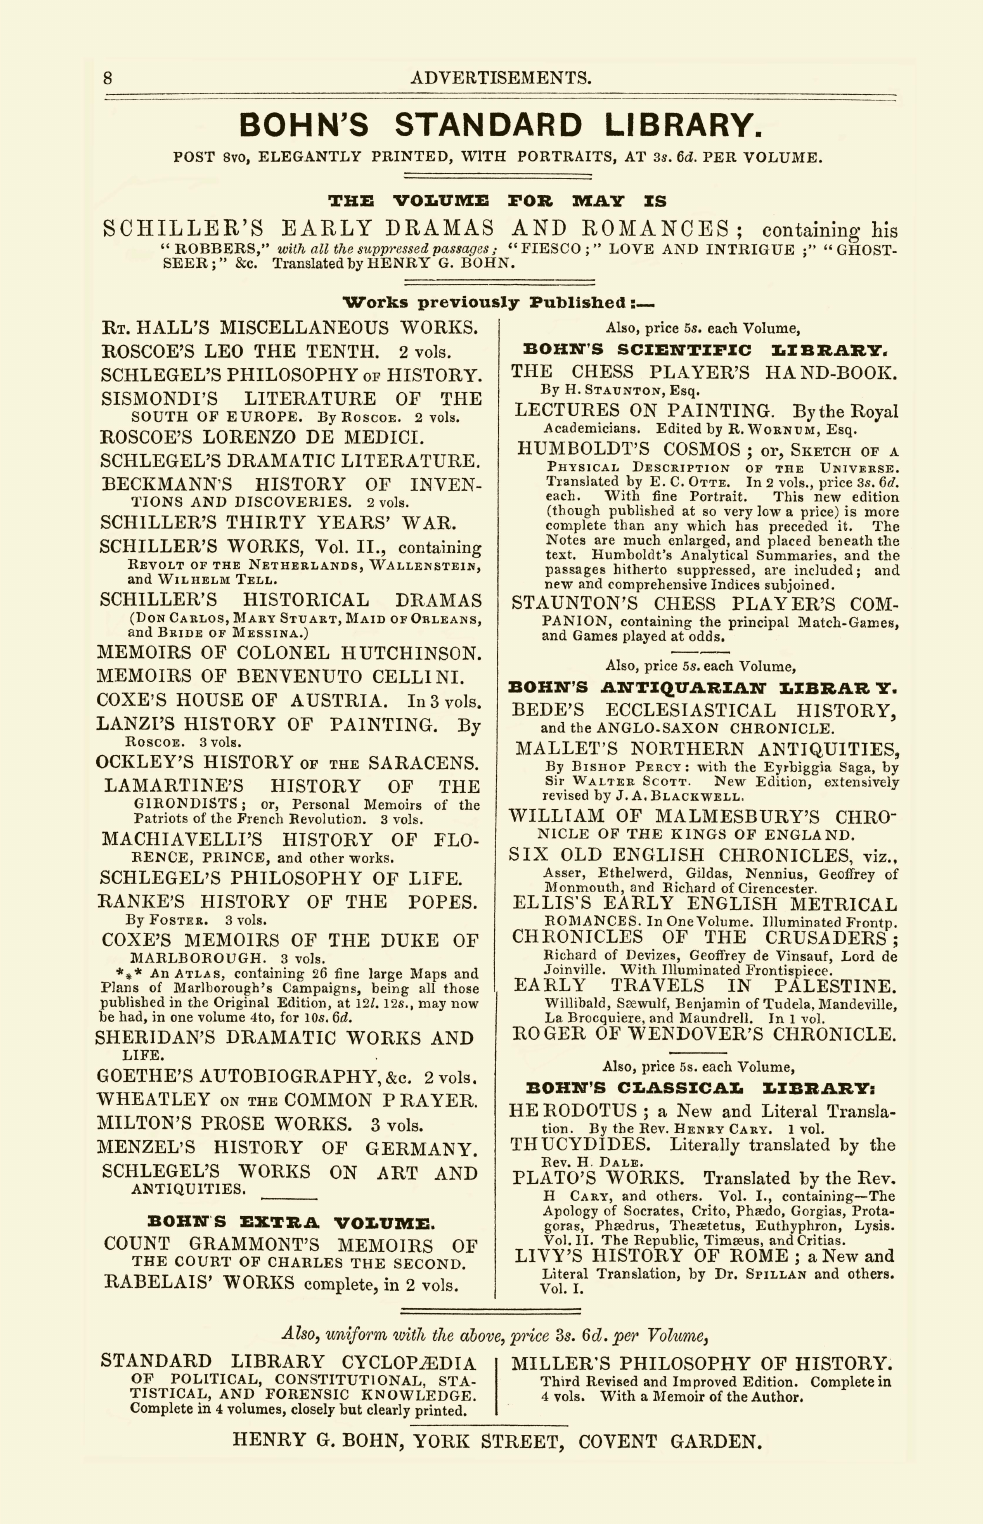 8 ADVERTISEMENTS.
BOHN'S STANDARD LIBRARY.
POST 8vo, ELEGANTLY PRINTED, WITH PORTRAITS, AT 3s. 6d. PER VOLUME.
THE VOLUME FOR MAY IS
SCHILLER'S EARLY DRAMAS AND ROMANCES; containing his
"ROBBERS," with all the suppressed passages; "FIESCO;" LOVE AND INTRIGUE;" "GHOST-
SEER;" &c. Translated by HENRY G. BOHN.
Works previously Published:—
RT. HALL'S MISCELLANEOUS WORKS.
ROSCOE'S LEO THE TENTH. 2 vols.
SCHLEGEL'S PHILOSOPHY OF HISTORY.
SISMONDI'S LITERATURE OF THE
SOUTH OF EUROPE. By ROSCOE. 2 vols.
ROSCOE'S LORENZO DE MEDICI.
SCHLEGEL'S DRAMATIC LITERATURE.
BECKMANN'S HISTORY OF INVEN-
TIONS AND DISCOVERIES. 2 vols.
SCHILLER'S THIRTY YEARS' WAR.
SCHILLER'S WORKS, Vol. II., containing
REVOLT OF THE NETHERLANDS, WALLENSTEIN,
and WILHELM TELL.
SCHILLER'S HISTORICAL DRAMAS
(DON CARLOS, MARY STUART, MAID OF ORLEANS,
and BRIDE OF MESSINA.)
MEMOIRS OF COLONEL HUTCHINSON.
MEMOIRS OF BENVENUTO CELLINI.
COXE'S HOUSE OF AUSTRIA. In 3 vols.
LANZI'S HISTORY OF PAINTING. By
ROSCOE. 3 vols.
OCKLEY'S HISTORY OF THE SARACENS.
LAMARTINE'S HISTORY OF THE
GIRONDISTS; or, Personal Memoirs of the
Patriots of the French Revolution. 3 vols.
MACHIAVELLI'S HISTORY OF FLO-
RENCE, PRINCE, and other works.
SCHLEGEL'S PHILOSOPHY OF LIFE.
RANKE'S HISTORY OF THE POPES.
By FOSTER. 3 vols.
COXE'S MEMOIRS OF THE DUKE OF
MARLBOROUGH. 3 vols.
*** AN ATLAS, containing 26 fine large Maps and
Plans of Marlborough's Campaigns, being all those
published in the Original Edition, at 12l. 12s., may now
be had, in one volume 4to, for 10s. 6d.
SHERIDAN'S DRAMATIC WORKS AND
LIFE.
GOETHE'S AUTOBIOGRAPHY, &c. 2 vols.
WHEATLEY ON THE COMMON PRAYER.
MILTON'S PROSE WORKS. 3 vols.
MENZEL'S HISTORY OF GERMANY.
SCHLEGEL'S WORKS ON ART AND
ANTIQUITIES.
BOHN'S EXTRA VOLUME.
COUNT GRAMMONT'S MEMOIRS OF
THE COURT OF CHARLES THE SECOND.
RABELAIS' WORKS complete, in 2 vols.
Also, price 5s. each Volume,
BOHN'S SCIENTIFIC LIBRARY.
THE CHESS PLAYER'S HAND-BOOK.
By H. STAUNTON, Esq.
LECTURES ON PAINTING. By the Royal
Academicians. Edited by R. WORNUM, Esq.
HUMBOLDT'S COSMOS; or, SKETCH OF A
PHYSICAL DESCRIPTION OF THE UNIVERSE.
Translated by E. C. OTTE. In 2 vols., price 3s. 6d.
each. With fine Portrait. This new edition
(though published at so very low a price) is more
complete than any which has preceded it. The
Notes are much enlarged, and placed beneath the
text. Humboldt's Analytical Summaries, and the
passages hitherto suppressed, are included; and
new and comprehensive Indices subjoined.
STAUNTON'S CHESS PLAYER'S COM-
PANION, containing the principal Match-Games,
and Games played at odds.
Also, price 5s. each Volume,
BOHN'S ANTIQUARIAN LIBRARY.
BEDE'S ECCLESIASTICAL HISTORY,
and the ANGLO-SAXON CHRONICLE.
MALLET'S NORTHERN ANTIQUITIES,
By BISHOP PERCY: with the Eyrbiggia Saga, by
Sir WALTER SCOTT. New Edition, extensively
revised by J. A. BLACKWELL.
WILLIAM OF MALMESBURY'S CHRO-
NICLE OF THE KINGS OF ENGLAND.
SIX OLD ENGLISH CHRONICLES, viz.,
Asser, Ethelwerd, Gildas, Nennius, Geoffrey of
Monmouth, and Richard of Cirencester.
ELLIS'S EARLY ENGLISH METRICAL
ROMANCES. In One Volume. Illuminated Frontp.
CHRONICLES OF THE CRUSADERS;
Richard of Devizes, Geoffrey de Vinsauf, Lord de
Joinville. With Illuminated Frontispiece.
EARLY TRAVELS IN PALESTINE.
Willibald, Sæwulf, Benjamin of Tudela, Mandeville,
La Brocquiere, and Maundrell. In 1 vol.
ROGER OF WENDOVER'S CHRONICLE.
Also, price 5s. each Volume,
BOHN'S CLASSICAL LIBRARY:
HERODOTUS; a New and Literal Transla-
tion. By the Rev. HENRY CARY. 1 vol.
THUCYDIDES. Literally translated by the
Rev. H. DALE.
PLATO'S WORKS. Translated by the Rev.
H CARY, and others. Vol. I., containing—The
Apology of Socrates, Crito, Phædo, Gorgias, Prota-
goras, Phædrus, Theætetus, Euthyphron, Lysis.
Vol. II. The Republic, Timæus, and Critias.
LIVY'S HISTORY OF ROME; a New and
Literal Translation, by Dr. SPILLAN and others.
Vol. I.
Also, uniform with the above, price 3s. 6d. per Volume,
STANDARD LIBRARY CYCLOPÆDIA
OF POLITICAL, CONSTITUTIONAL, STA-
TISTICAL, AND FORENSIC KNOWLEDGE.
Complete in 4 volumes, closely but clearly printed.
MILLER'S PHILOSOPHY OF HISTORY.
Third Revised and Improved Edition. Complete in
4 vols. With a Memoir of the Author.
HENRY G. BOHN, YORK STREET, COVENT GARDEN.